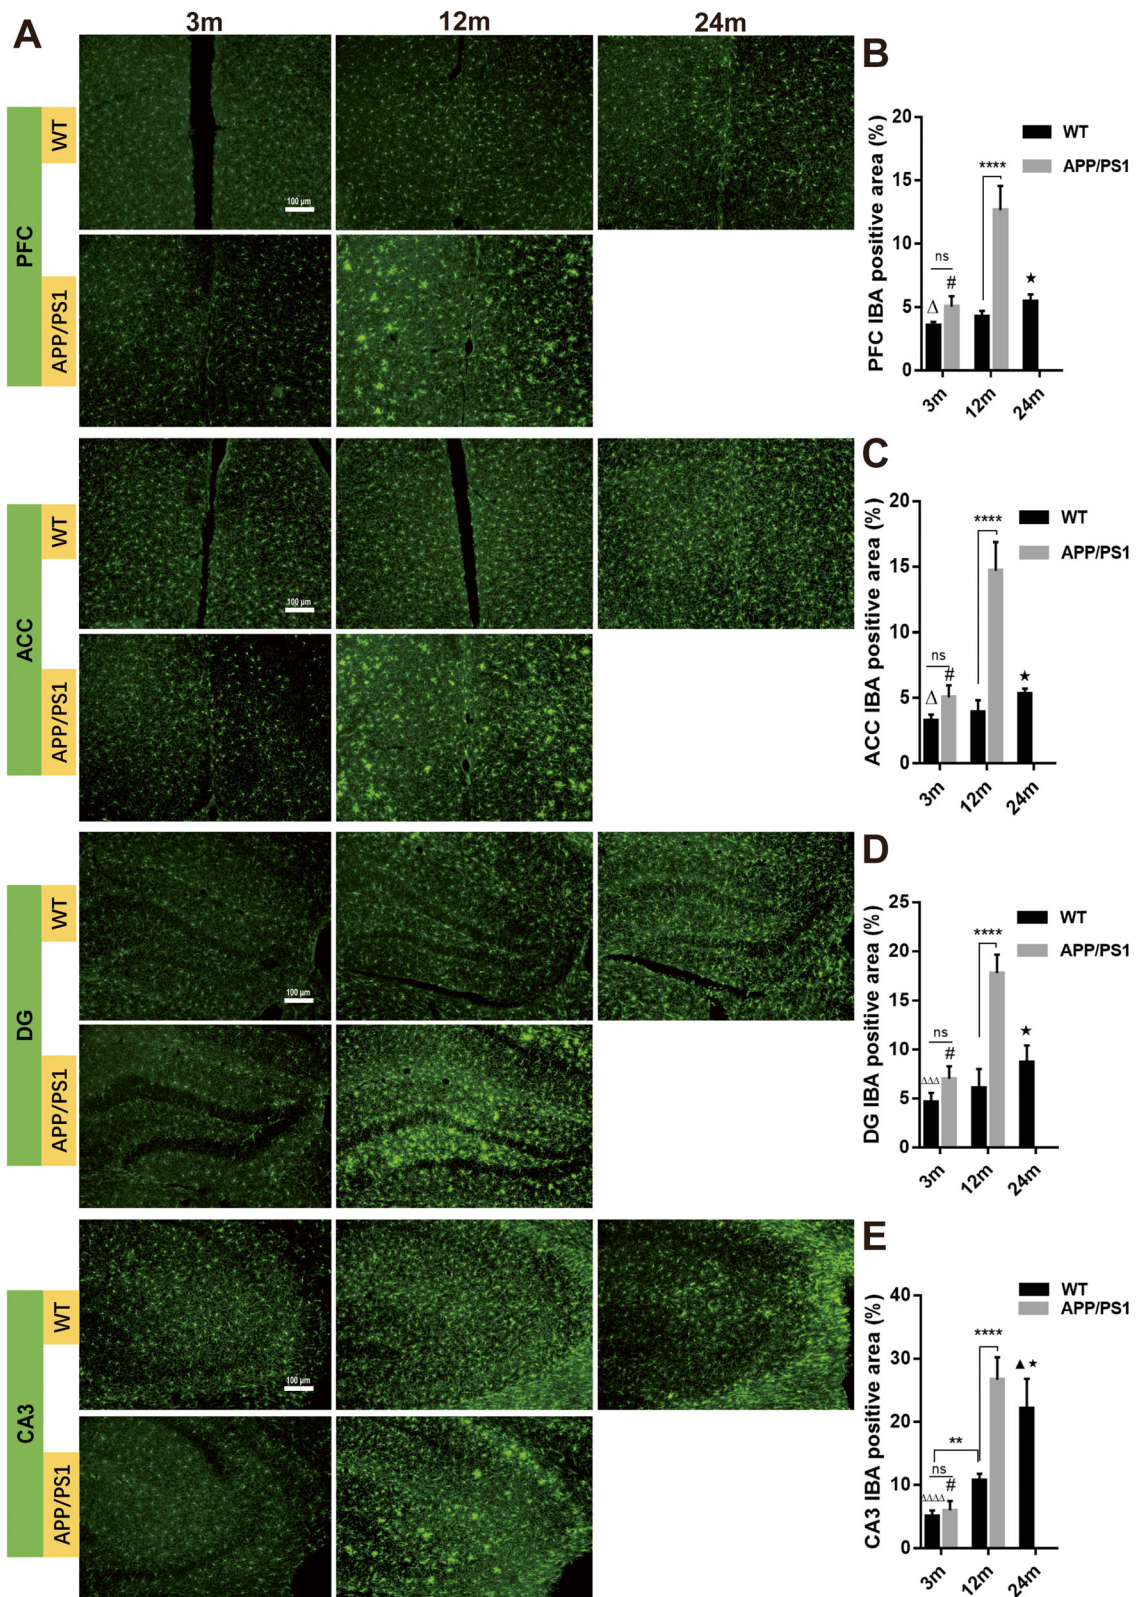 A
3m
12m
24m
PFC
WT
100 μm
APP/PS1
ACC
WT
100 μm
APP/PS1
DG
WT
100 μm
APP/PS1
CA3
WT
100 μm
APP/PS1
B
PFC IBA positive area (%)
20
15
10
5
0
WT
APP/PS1
ns
Δ
#
****
★
3m
12m
24m
C
ACC IBA positive area (%)
20
15
10
5
0
WT
APP/PS1
ns
Δ
#
****
★
3m
12m
24m
D
DG IBA positive area (%)
25
20
15
10
5
0
WT
APP/PS1
ns
ΔΔΔ
#
****
★
3m
12m
24m
E
CA3 IBA positive area (%)
40
30
20
10
0
WT
APP/PS1
****
▲ ★
**
ns
ΔΔΔΔ
#
3m
12m
24m